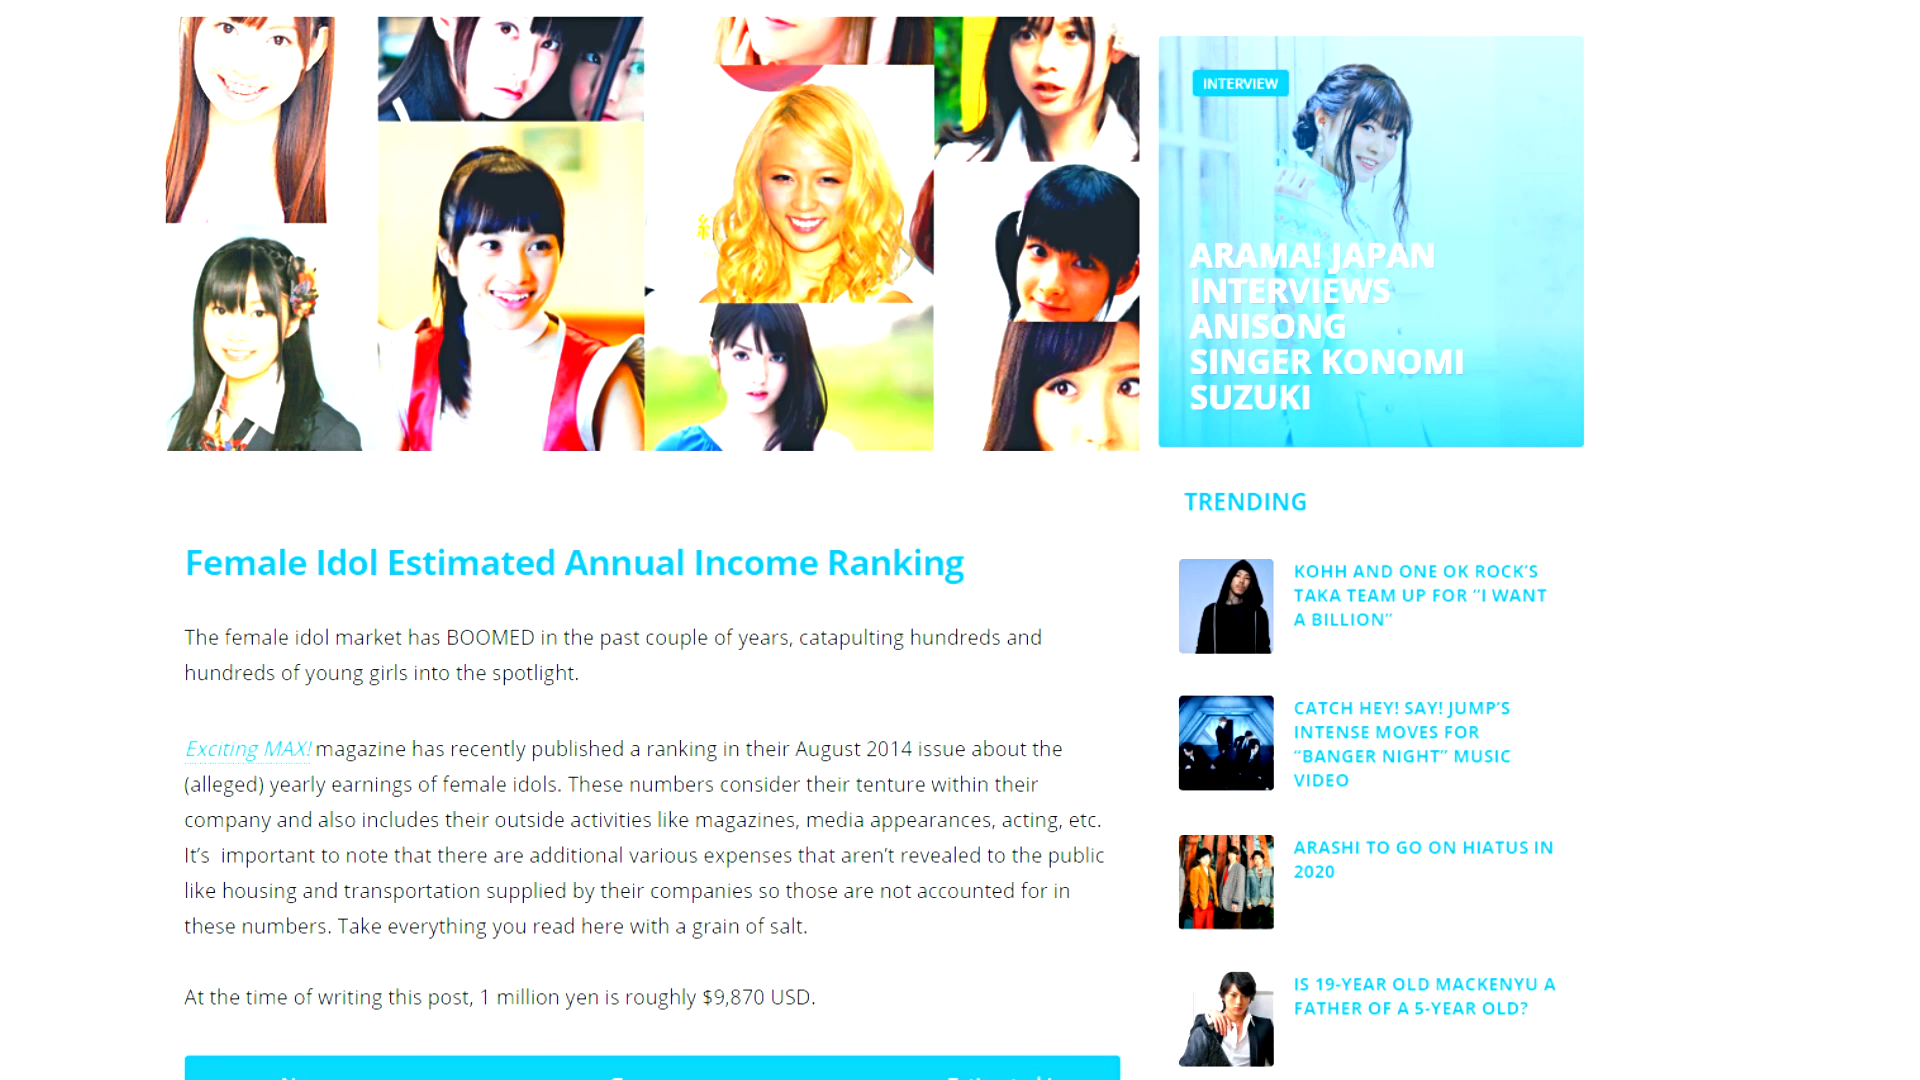 INTERVIEW
ARAMA! JAPAN
INTERVIEWS
ANISONG
SINGER KONOMI
SUZUKI
Female Idol Estimated Annual Income Ranking
The female idol market has BOOMED in the past couple of years, catapulting hundreds and
hundreds of young girls into the spotlight.
Exciting MAX! magazine has recently published a ranking in their August 2014 issue about the
(alleged) yearly earnings of female idols. These numbers consider their tenture within their
company and also includes their outside activities like magazines, media appearances, acting, etc.
It’s  important to note that there are additional various expenses that aren’t revealed to the public
like housing and transportation supplied by their companies so those are not accounted for in
these numbers. Take everything you read here with a grain of salt.
At the time of writing this post, 1 million yen is roughly $9,870 USD.
TRENDING
KOHH AND ONE OK ROCK’S
TAKA TEAM UP FOR “I WANT
A BILLION”
CATCH HEY! SAY! JUMP’S
INTENSE MOVES FOR
“BANGER NIGHT” MUSIC
VIDEO
ARASHI TO GO ON HIATUS IN
2020
IS 19-YEAR OLD MACKENYU A
FATHER OF A 5-YEAR OLD?